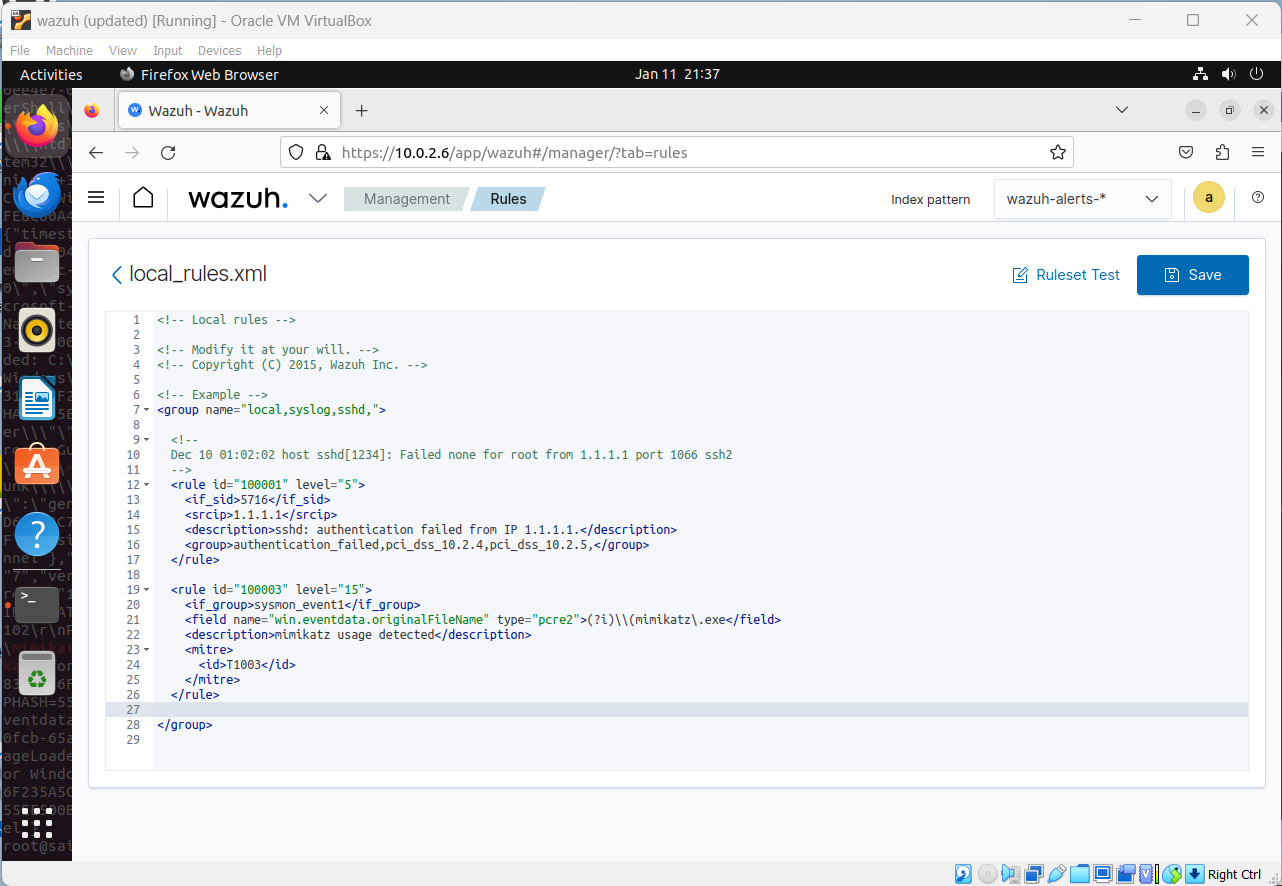 wazuh (updated) [Running] - Oracle VM VirtualBox
File Machine View Input Devices Help
Activities Firefox Web Browser Jan 11 21:37
Wazuh - Wazuh
https://10.0.2.6/app/wazuh#/manager/?tab=rules
wazuh. Management Rules Index pattern wazuh-alerts-* a
local_rules.xml Ruleset Test Save
1 <!-- Local rules -->
2
3 <!-- Modify it at your will. -->
4 <!-- Copyright (C) 2015, Wazuh Inc. -->
5
6 <!-- Example -->
7 <group name="local,syslog,sshd,">
8
9 <!--
10 Dec 10 01:02:02 host sshd[1234]: Failed none for root from 1.1.1.1 port 1066 ssh2
11 -->
12 <rule id="100001" level="5">
13 <if_sid>5716</if_sid>
14 <srcip>1.1.1.1</srcip>
15 <description>sshd: authentication failed from IP 1.1.1.1.</description>
16 <group>authentication_failed,pci_dss_10.2.4,pci_dss_10.2.5,</group>
17 </rule>
18
19 <rule id="100003" level="15">
20 <if_group>sysmon_event1</if_group>
21 <field name="win.eventdata.originalFileName" type="pcre2">(?i)\\(mimikatz\.exe</field>
22 <description>mimikatz usage detected</description>
23 <mitre>
24 <id>T1003</id>
25 </mitre>
26 </rule>
27
28 </group>
29
Right Ctrl